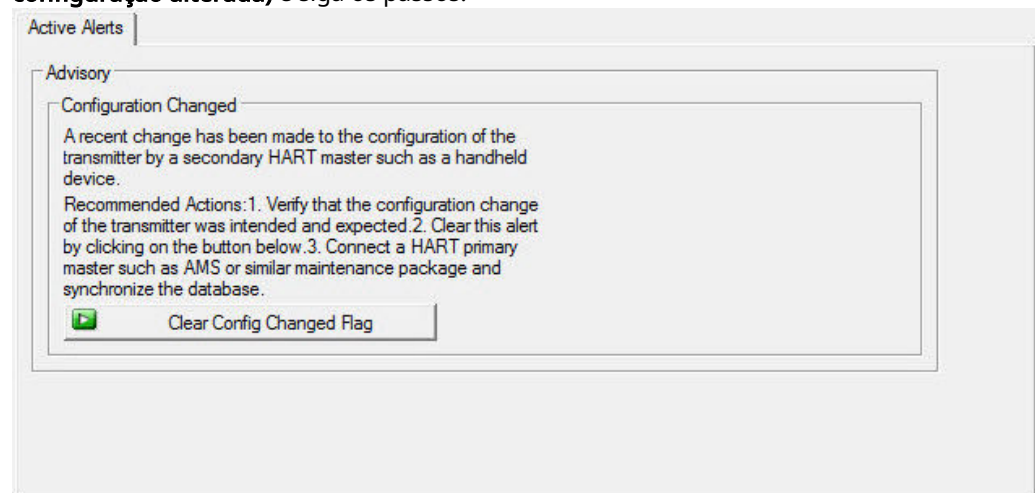 configuração alterada) e siga os passos.
Active Alerts
Advisory
Configuration Changed
A recent change has been made to the configuration of the
transmitter by a secondary HART master such as a handheld
device.
Recommended Actions:1. Verify that the configuration change
of the transmitter was intended and expected.2. Clear this alert
by clicking on the button below.3. Connect a HART primary
master such as AMS or similar maintenance package and
synchronize the database.
Clear Config Changed Flag